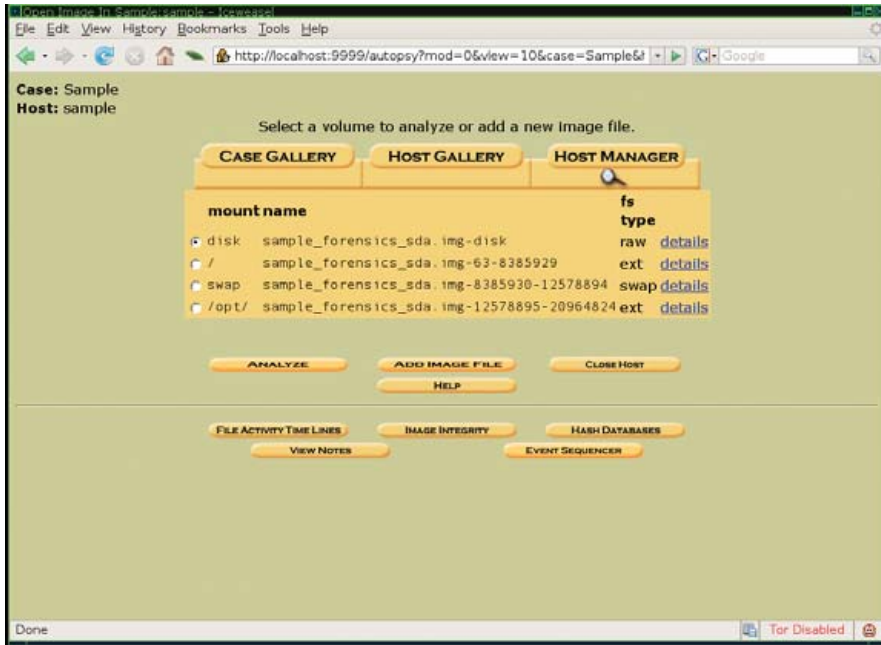 Open Image In Sample:sample - Iceweasel
File Edit View History Bookmarks Tools Help
http://localhost:9999/autopsy?mod=0&view=10&case=Sample&
Google
Case: Sample
Host: sample
Select a volume to analyze or add a new image file.
CASE GALLERY HOST GALLERY HOST MANAGER
mount name fs type
disk sample_forensics_sda.img-disk raw details
/ sample_forensics_sda.img-63-8385929 ext details
swap sample_forensics_sda.img-8385930-12578894 swap details
/opt/ sample_forensics_sda.img-12578895-20964824 ext details
ANALYZE ADD IMAGE FILE CLOSE HOST
HELP
FILE ACTIVITY TIME LINES IMAGE INTEGRITY HASH DATABASES
VIEW NOTES EVENT SEQUENCER
Done Tor Disabled